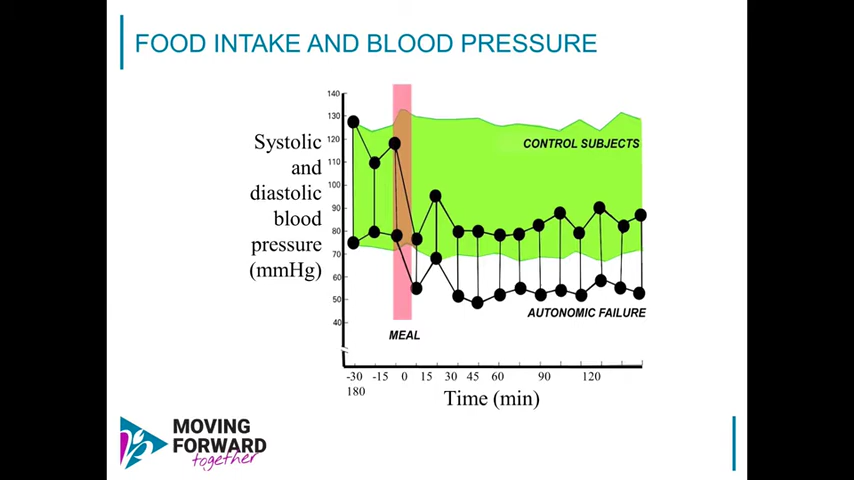 FOOD INTAKE AND BLOOD PRESSURE
Systolic
and
diastolic
blood
pressure
(mmHg)
140
130
120
110
100
90
80
70
60
50
40
CONTROL SUBJECTS
AUTONOMIC FAILURE
MEAL
-30 -15 0 15 30 45 60 90 120
180
Time (min)
MOVING
FORWARD
together